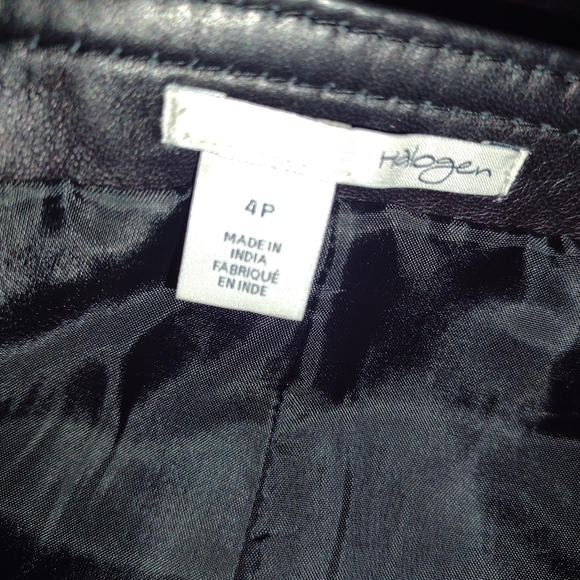 Halogen
4P
MADE IN
INDIA
FABRIQUÉ
EN INDE